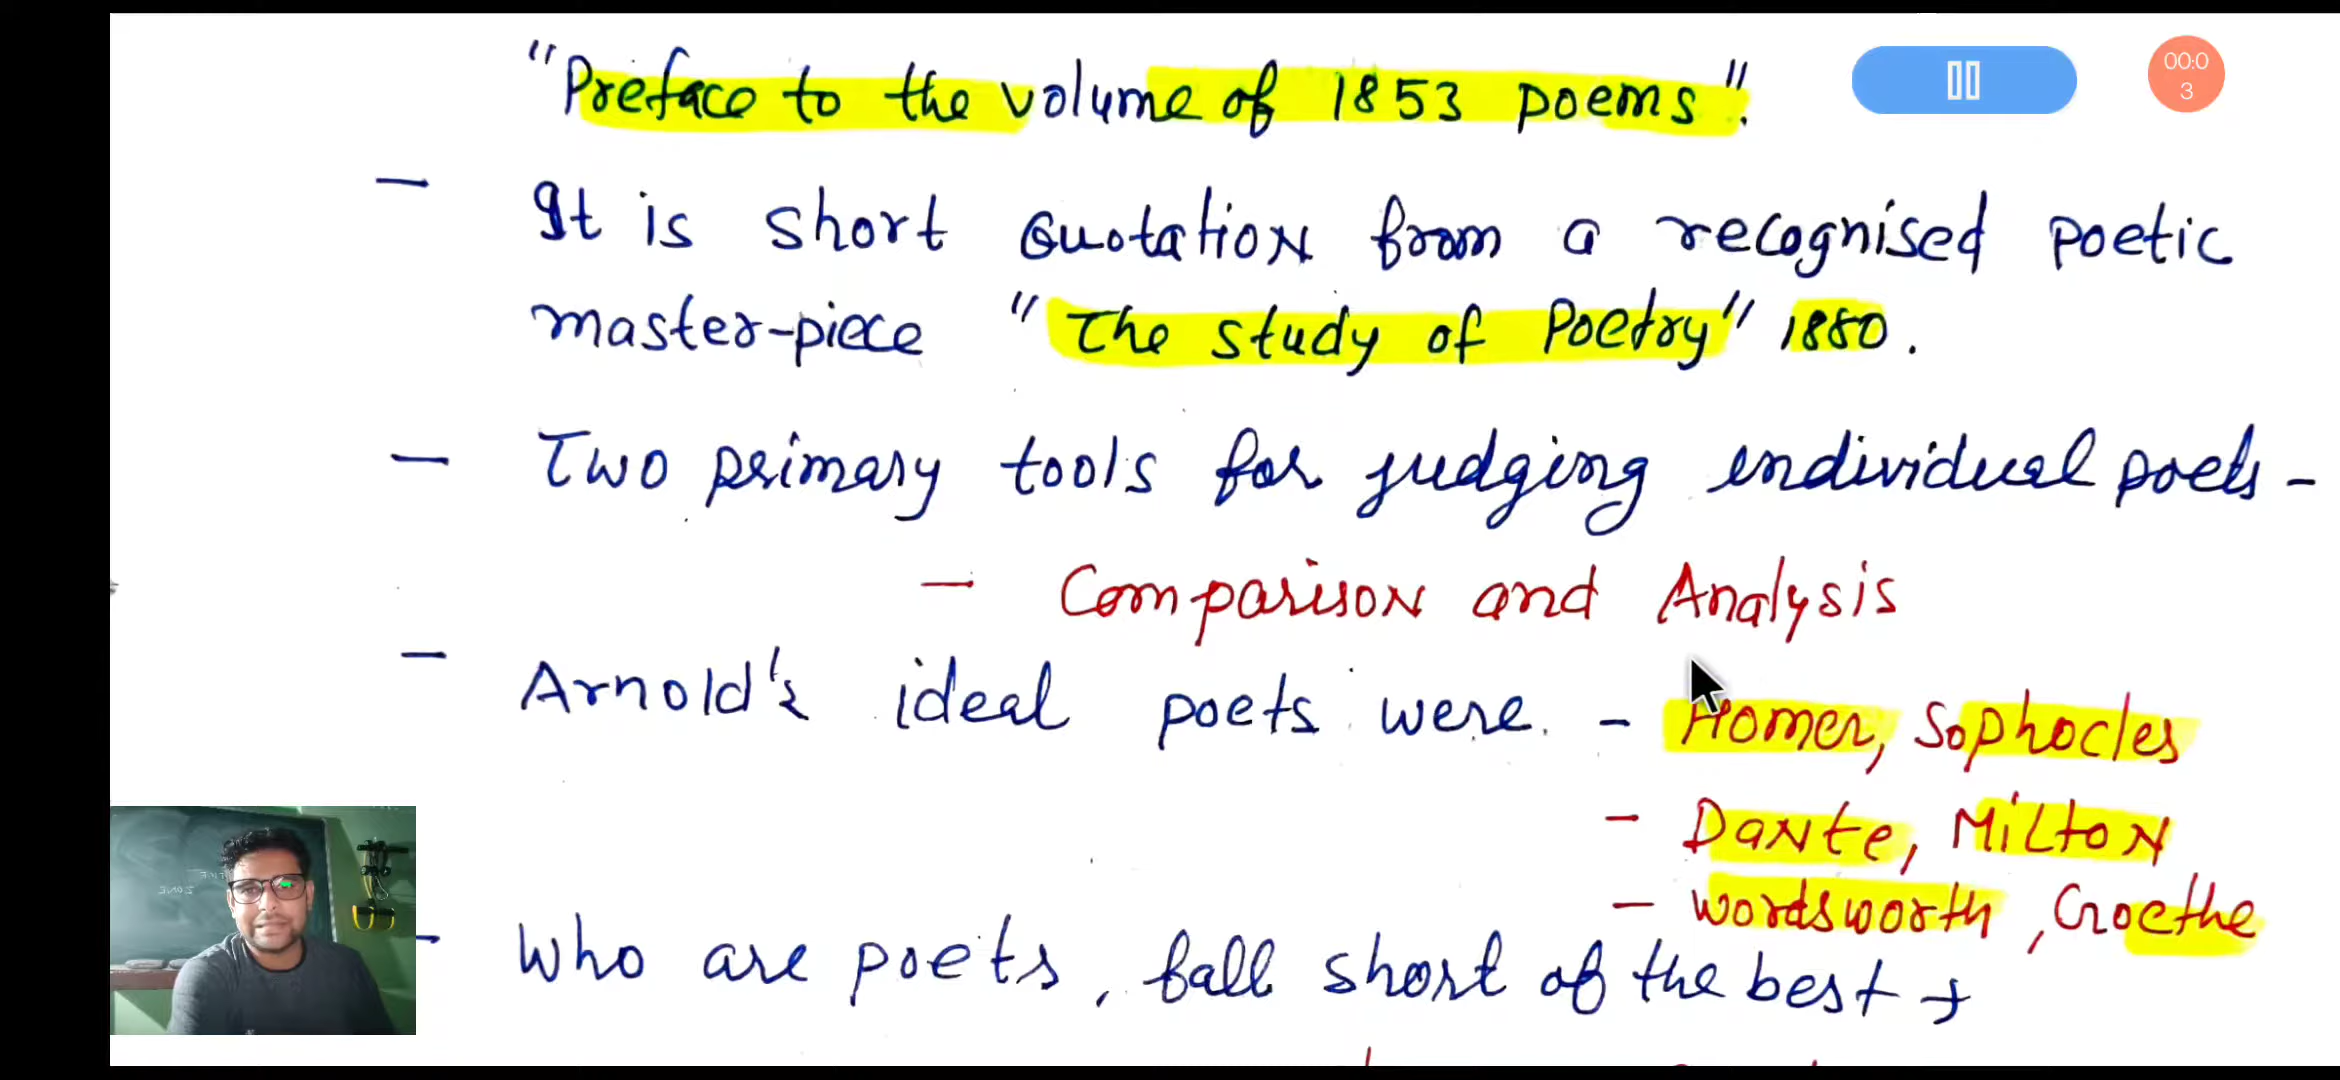 "Preface to the volume of 1853 poems".
00:0
3
- It is short Quotation from a recognised poetic
master-piece "The study of Poetry" 1880.
- Two primary tools for judging individual poets -
- Comparison and Analysis
- Arnold's ideal poets were. - Homer, Sophocles
- Dante, Milton
- Wordsworth, Goethe
- Who are poets, fall short of the best →